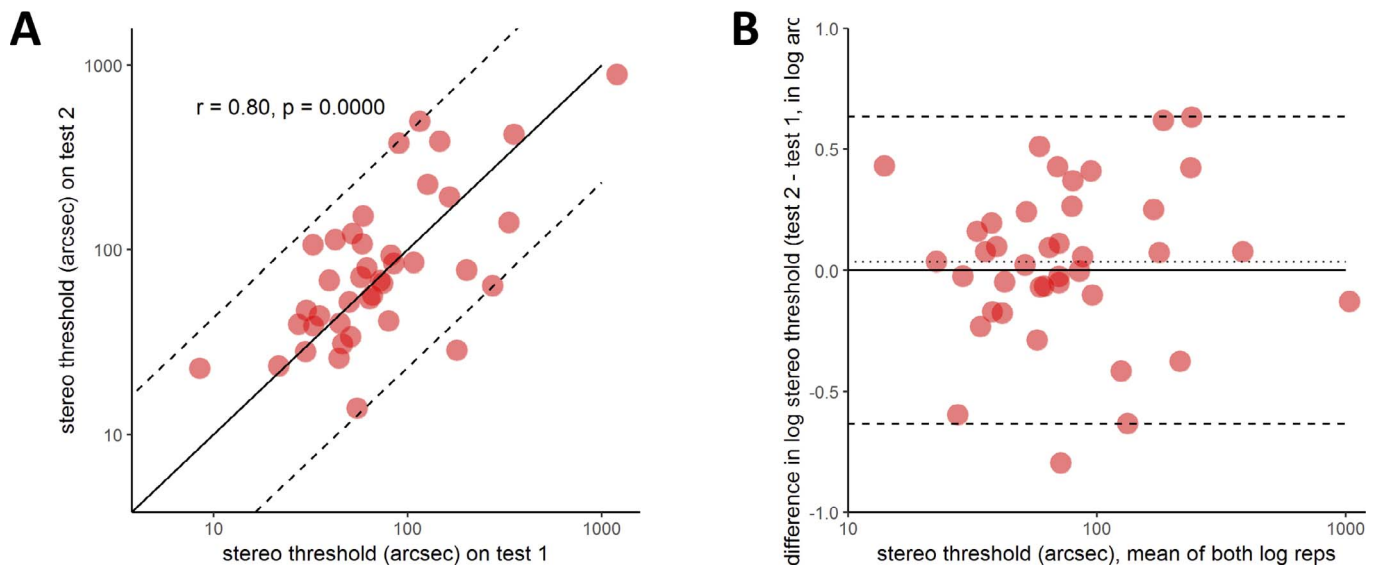 A
B
r = 0.80, p = 0.0000
stereo threshold (arcsec) on test 2
1000
100
10
10
100
1000
stereo threshold (arcsec) on test 1
difference in log stereo threshold (test 2 - test 1, in log arc
1.0
0.5
0.0
-0.5
-1.0
10
100
1000
stereo threshold (arcsec), mean of both log reps